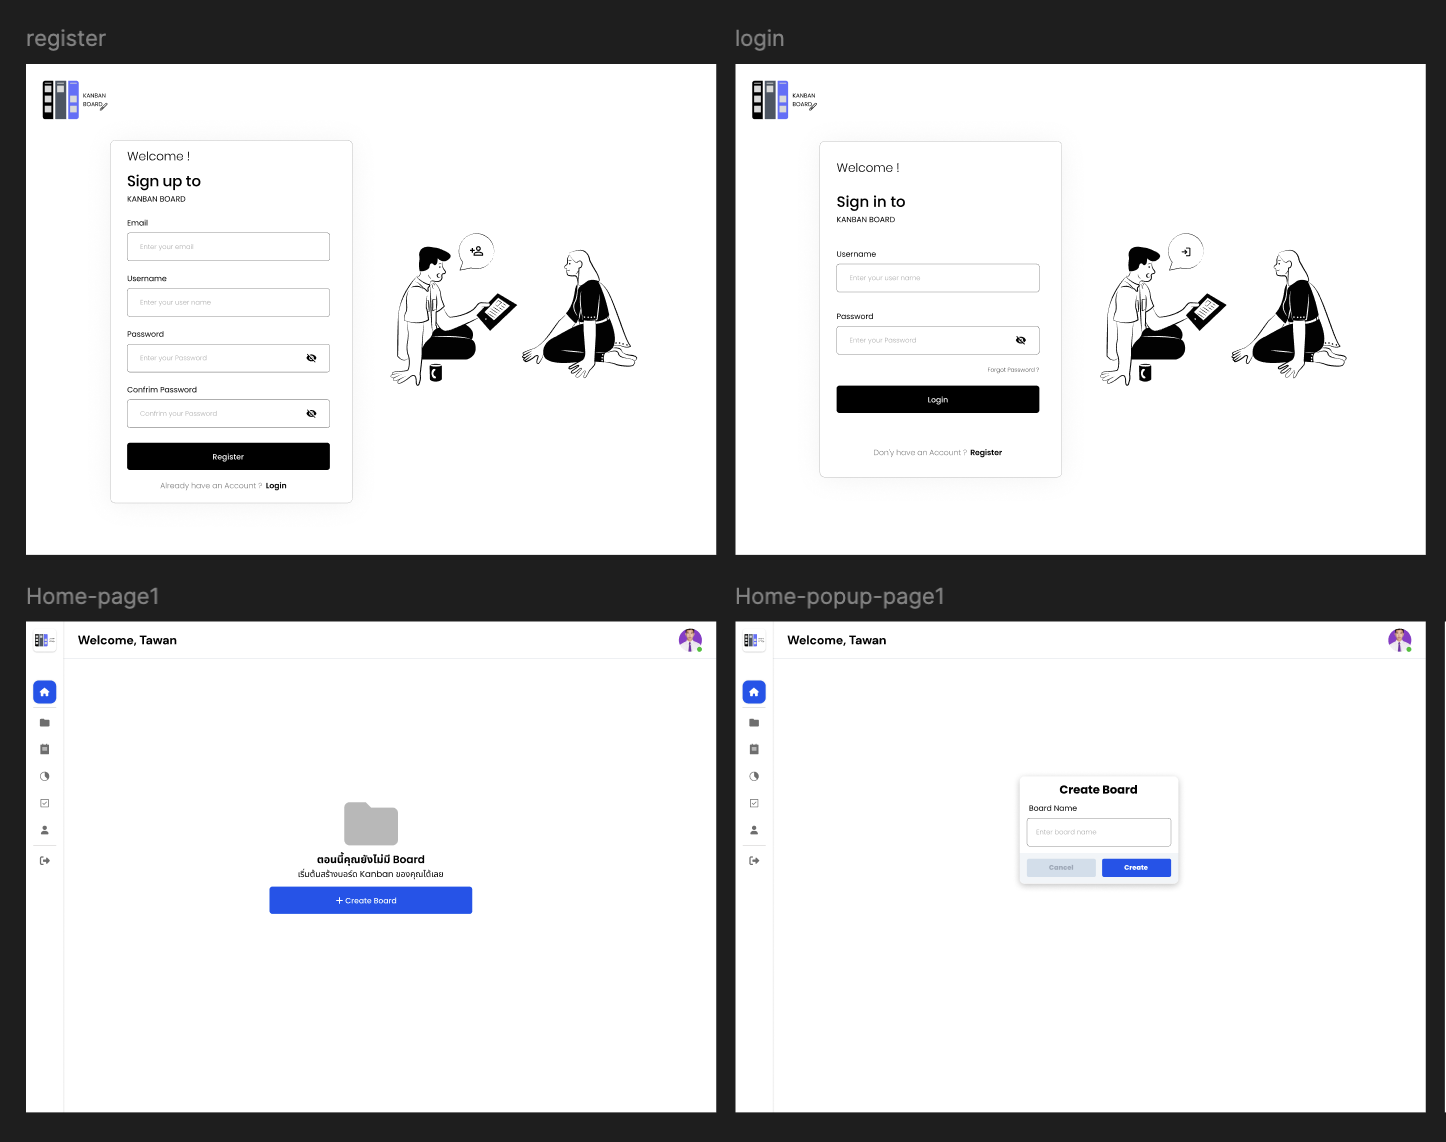 register
KANBAN
BOARD
Welcome !
Sign up to
KANBAN BOARD
Email
Enter your email
Username
Enter your user name
Password
Enter your Password
Confrim Password
Confrim your Password
Register
Already have an Account ? Login
login
KANBAN
BOARD
Welcome !
Sign in to
KANBAN BOARD
Username
Enter your user name
Password
Enter your Password
Forgot Password ?
Login
Don'y have an Account ? Register
Home-page1
Welcome, Tawan
ตอนนี้คุณยังไม่มี Board
เริ่มต้นสร้างบอร์ด Kanban ของคุณได้เลย
+ Create Board
Home-popup-page1
Welcome, Tawan
Create Board
Board Name
Enter board name
Cancel
Create